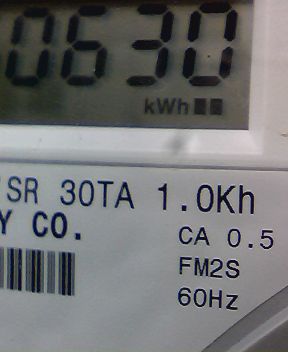 0630
kWh
SR 30TA 1.0Kh
Y CO.
CA 0.5
FM2S
60Hz